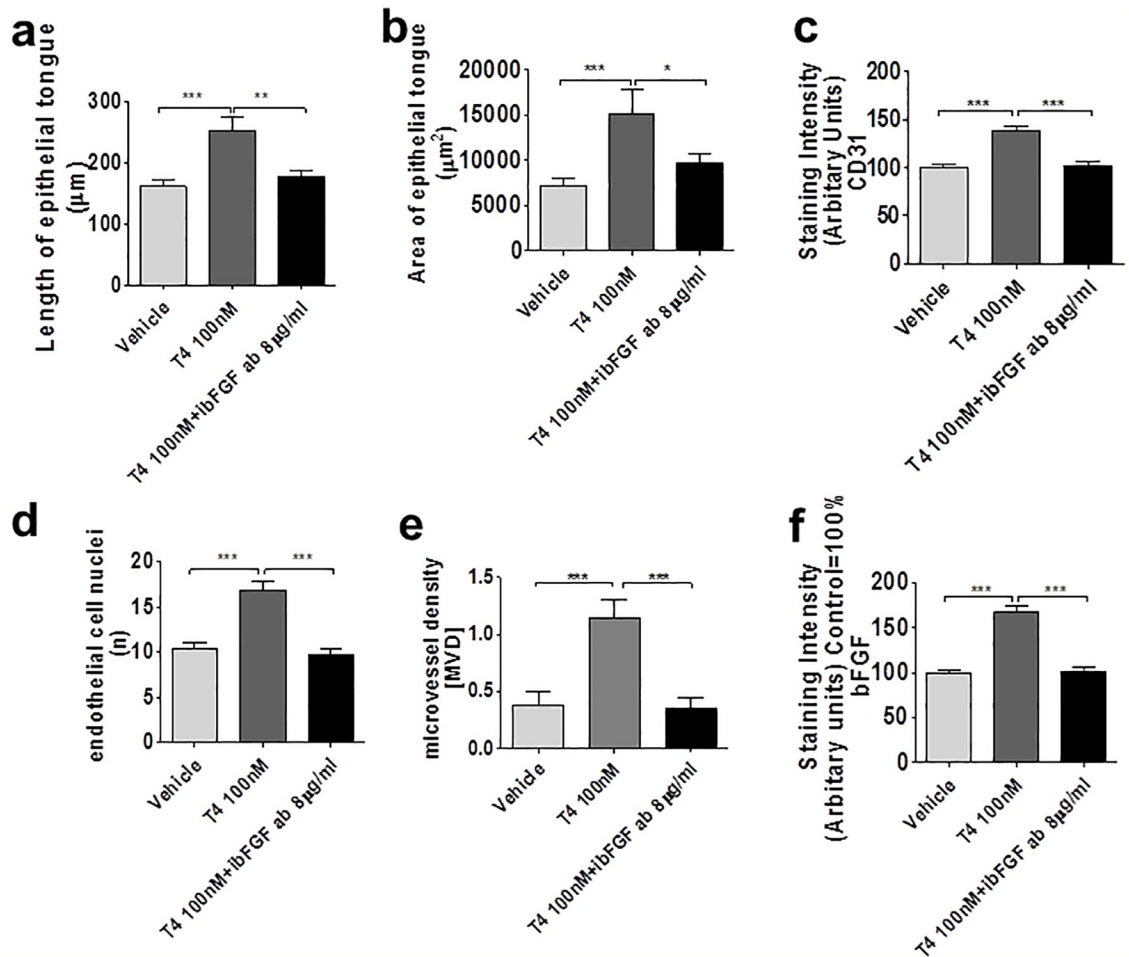 a
Length of epithelial tongue
(μm)
300
200
100
0
***
**
Vehicle
T4 100nM
T4 100nM+ibFGF ab 8μg/ml
b
Area of epithelial tongue
(μm²)
20000
15000
10000
5000
0
***
*
Vehicle
T4 100nM
T4 100nM+ibFGF ab 8μg/ml
c
Staining Intensity
(Arbitary Units)
CD31
200
150
100
50
0
***
***
Vehicle
T4 100nM
T4 100nM+ibFGF ab 8μg/ml
d
endothelial cell nuclei
(n)
20
15
10
5
0
***
***
Vehicle
T4 100nM
T4 100nM+ibFGF ab 8μg/ml
e
microvessel density
[MVD]
1.5
1.0
0.5
0.0
***
***
Vehicle
T4 100nM
T4 100nM+ibFGF ab 8μg/ml
f
Staining Intensity
(Arbitary units) Control=100%
bFGF
200
150
100
50
0
***
***
Vehicle
T4 100nM
T4 100nM+ibFGF ab 8μg/ml